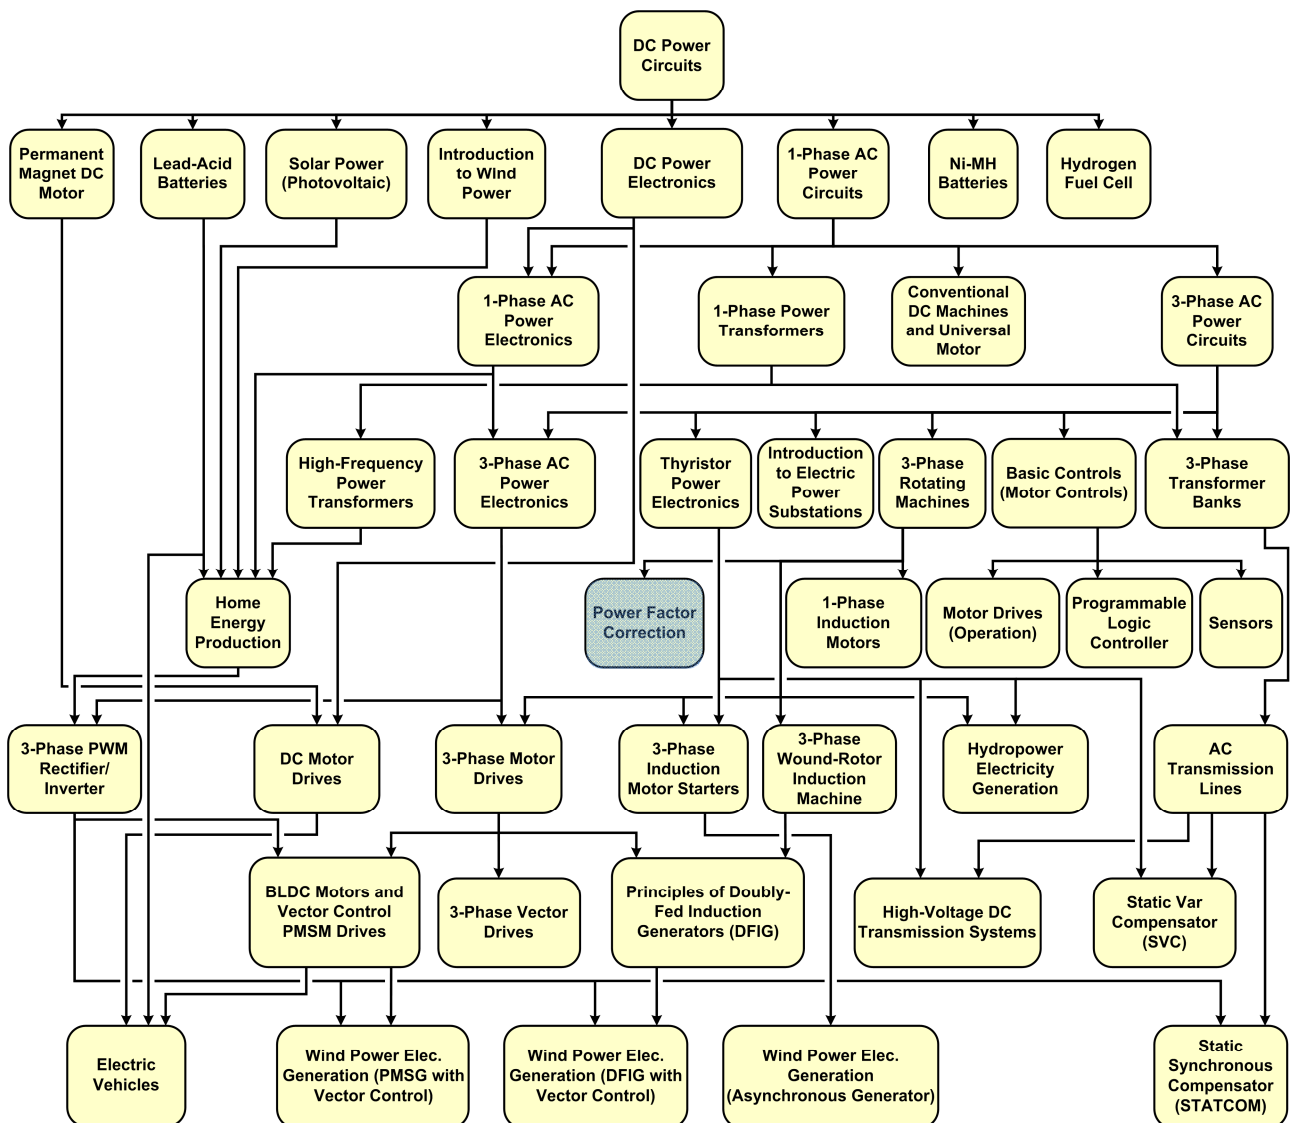 DC Power
Circuits
Permanent
Magnet DC
Motor
Lead-Acid
Batteries
Solar Power
(Photovoltaic)
Introduction
to Wind
Power
DC Power
Electronics
1-Phase AC
Power
Circuits
Ni-MH
Batteries
Hydrogen
Fuel Cell
1-Phase AC
Power
Electronics
1-Phase Power
Transformers
Conventional
DC Machines
and Universal
Motor
3-Phase AC
Power
Circuits
High-Frequency
Power
Transformers
3-Phase AC
Power
Electronics
Thyristor
Power
Electronics
Introduction
to Electric
Power
Substations
3-Phase
Rotating
Machines
Basic Controls
(Motor Controls)
3-Phase
Transformer
Banks
Home
Energy
Production
Power Factor
Correction
1-Phase
Induction
Motors
Motor Drives
(Operation)
Programmable
Logic
Controller
Sensors
3-Phase PWM
Rectifier/
Inverter
DC Motor
Drives
3-Phase Motor
Drives
3-Phase
Induction
Motor Starters
3-Phase
Wound-Rotor
Induction
Machine
Hydropower
Electricity
Generation
AC
Transmission
Lines
BLDC Motors and
Vector Control
PMSM Drives
3-Phase Vector
Drives
Principles of Doubly-
Fed Induction
Generators (DFIG)
High-Voltage DC
Transmission Systems
Static Var
Compensator
(SVC)
Electric
Vehicles
Wind Power Elec.
Generation (PMSG with
Vector Control)
Wind Power Elec.
Generation (DFIG with
Vector Control)
Wind Power Elec.
Generation
(Asynchronous Generator)
Static
Synchronous
Compensator
(STATCOM)